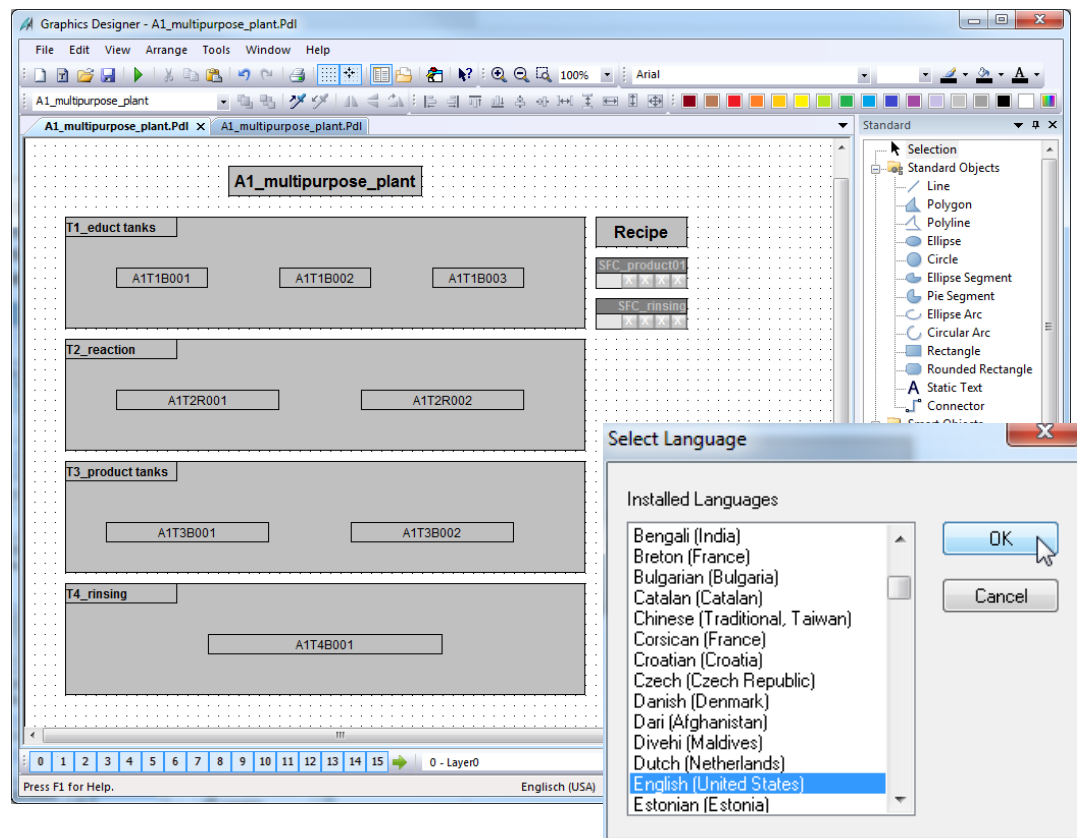 Graphics Designer - A1_multipurpose_plant.Pdl
File Edit View Arrange Tools Window Help
100% Arial
A1_multipurpose_plant
A1_multipurpose_plant.Pdl X A1_multipurpose_plant.Pdl
Standard
A1_multipurpose_plant
T1_educt tanks
A1T1B001 A1T1B002 A1T1B003
Recipe
SFC_product01
X X X X
SFC_rinsing
X X X X
T2_reaction
A1T2R001 A1T2R002
T3_product tanks
A1T3B001 A1T3B002
T4_rinsing
A1T4B001
Selection
Standard Objects
Line
Polygon
Polyline
Ellipse
Circle
Ellipse Segment
Pie Segment
Ellipse Arc
Circular Arc
Rectangle
Rounded Rectangle
A Static Text
Connector
Smart Objects
Select Language
Installed Languages
Bengali (India)
Breton (France)
Bulgarian (Bulgaria)
Catalan (Catalan)
Chinese (Traditional, Taiwan)
Corsican (France)
Croatian (Croatia)
Czech (Czech Republic)
Danish (Denmark)
Dari (Afghanistan)
Divehi (Maldives)
Dutch (Netherlands)
English (United States)
Estonian (Estonia)
OK
Cancel
0 1 2 3 4 5 6 7 8 9 10 11 12 13 14 15 0 - Layer0
Press F1 for Help. Englisch (USA)